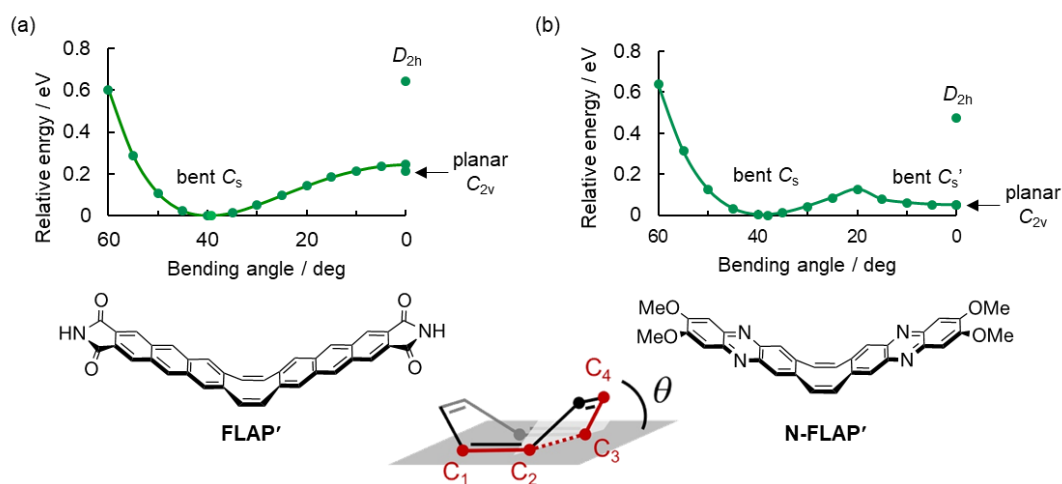 (a)
Relative enrgy / eV
0.8
0.6
0.4
0.2
0
60
40
20
0
Bending angle / deg
bent Cs
D2h
planar
C2v
(b)
Relative energy / eV
0.8
0.6
0.4
0.2
0
60
40
20
0
Bending angle / deg
bent Cs
bent Cs'
D2h
planar
C2v
O
HN
O
O
NH
O
FLAP′
C4
θ
C3
C1
C2
MeO
MeO
N
N
N
N
OMe
OMe
N-FLAP′